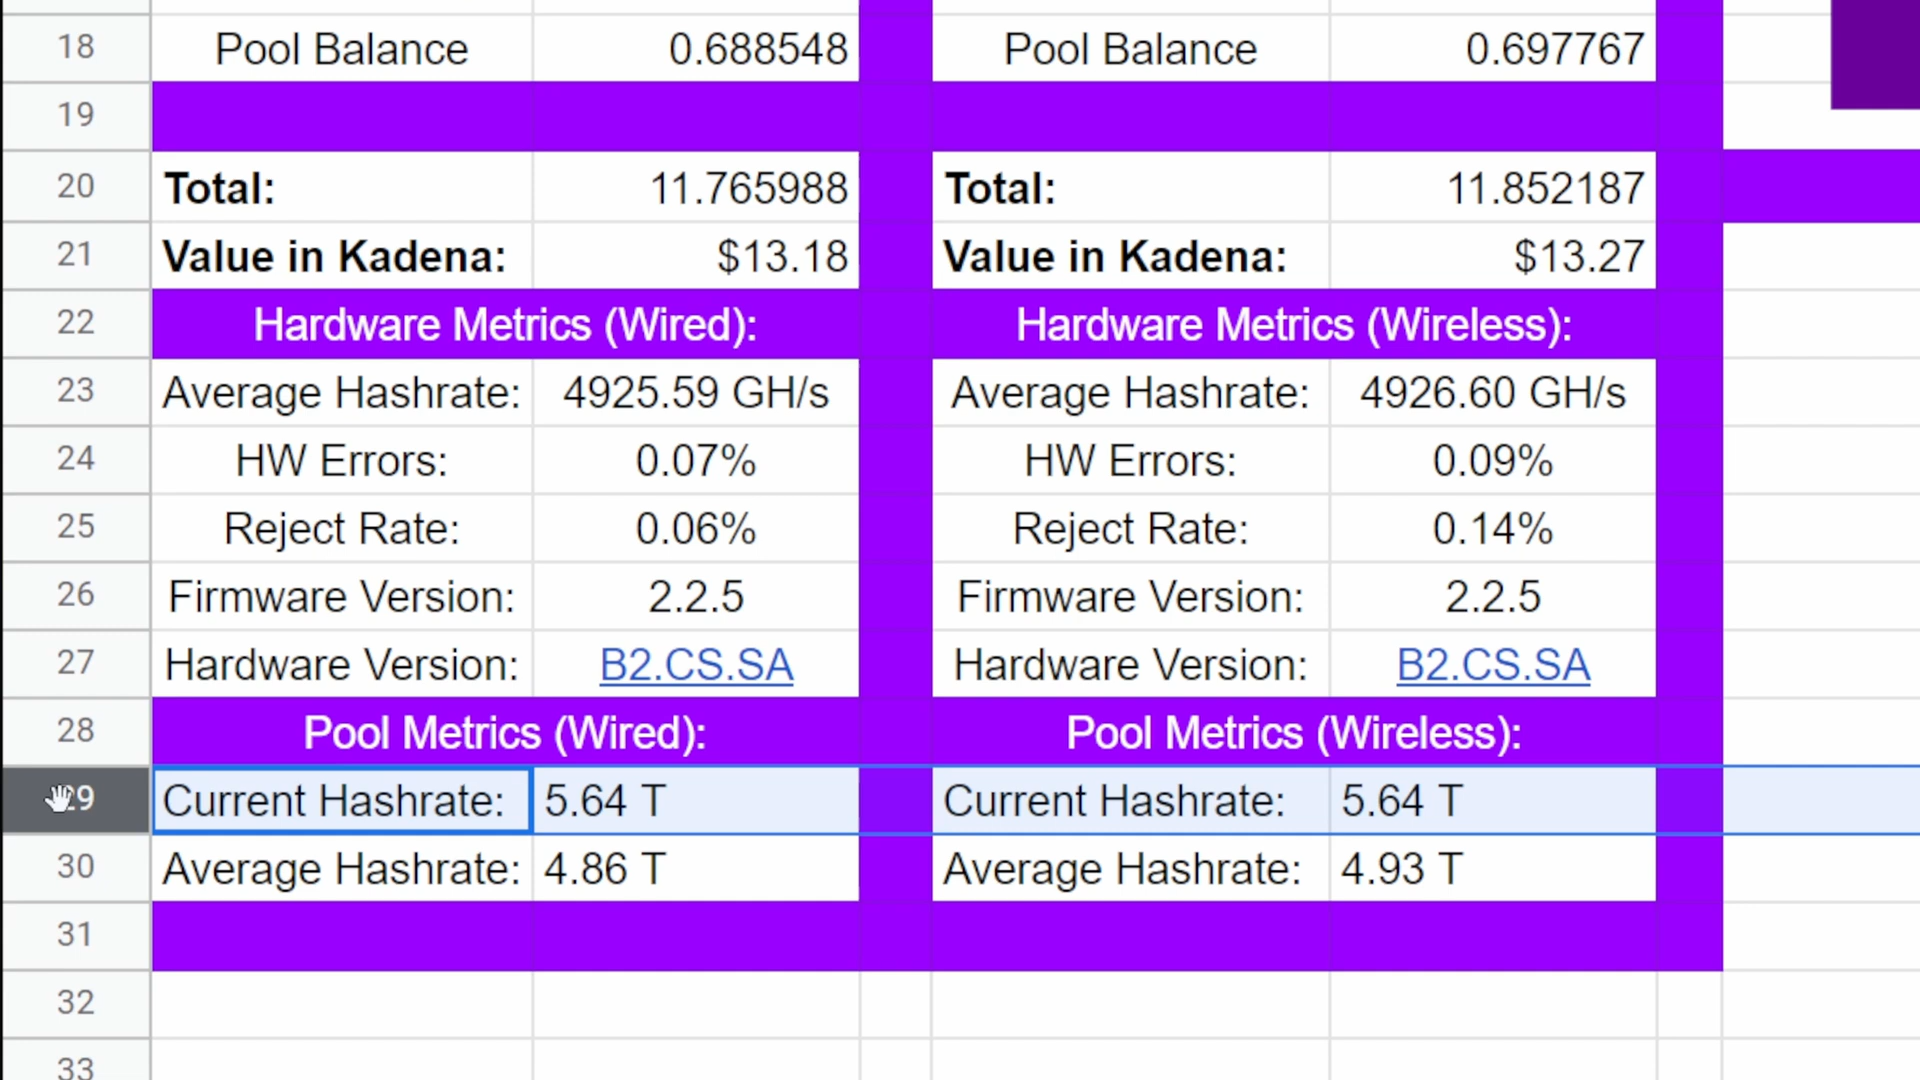 18 Pool Balance 0.688548 Pool Balance 0.697767
19
20 Total: 11.765988 Total: 11.852187
21 Value in Kadena: $13.18 Value in Kadena: $13.27
22 Hardware Metrics (Wired): Hardware Metrics (Wireless):
23 Average Hashrate: 4925.59 GH/s Average Hashrate: 4926.60 GH/s
24 HW Errors: 0.07% HW Errors: 0.09%
25 Reject Rate: 0.06% Reject Rate: 0.14%
26 Firmware Version: 2.2.5 Firmware Version: 2.2.5
27 Hardware Version: B2.CS.SA Hardware Version: B2.CS.SA
28 Pool Metrics (Wired): Pool Metrics (Wireless):
29 Current Hashrate: 5.64 T Current Hashrate: 5.64 T
30 Average Hashrate: 4.86 T Average Hashrate: 4.93 T
31
32
33